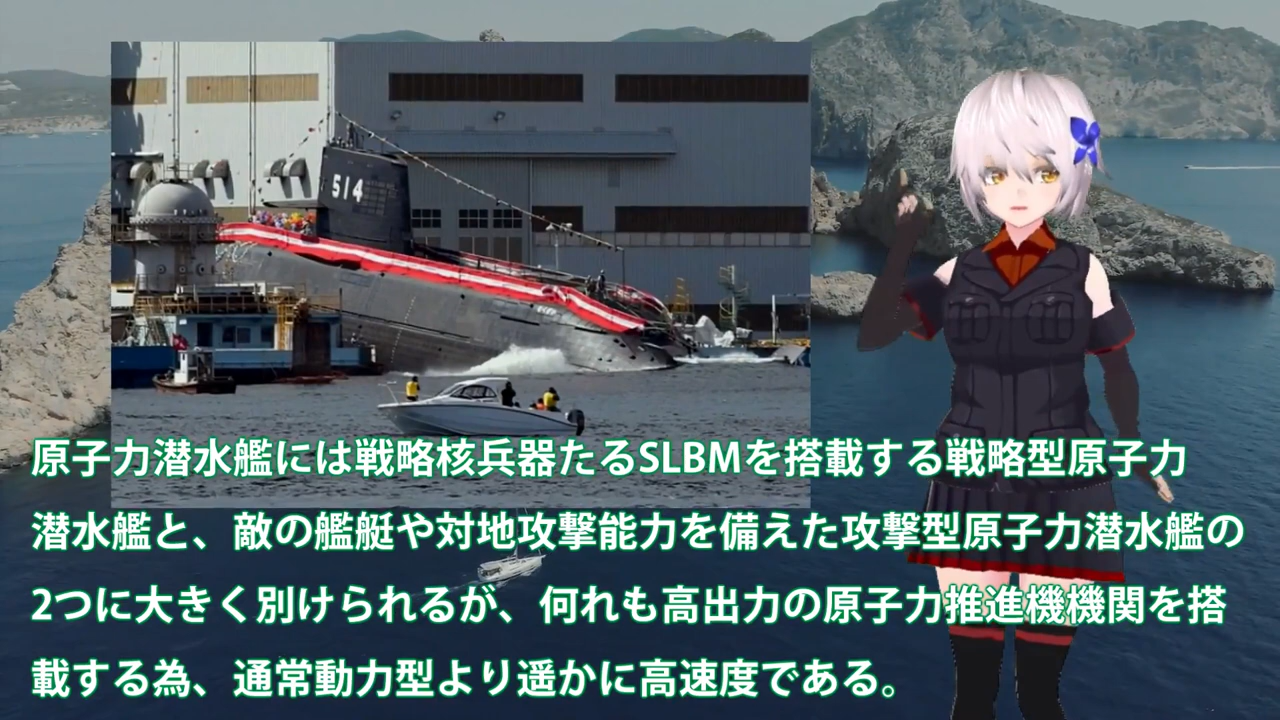 514
原子力潜水艦には戦略核兵器たるSLBMを搭載する戦略型原子力
潜水艦と、敵の艦艇や対地攻撃能力を備えた攻撃型原子力潜水艦の
2つに大きく別けられるが、何れも高出力の原子力推進機機関を搭
載する為、通常動力型より遥かに高速度である。